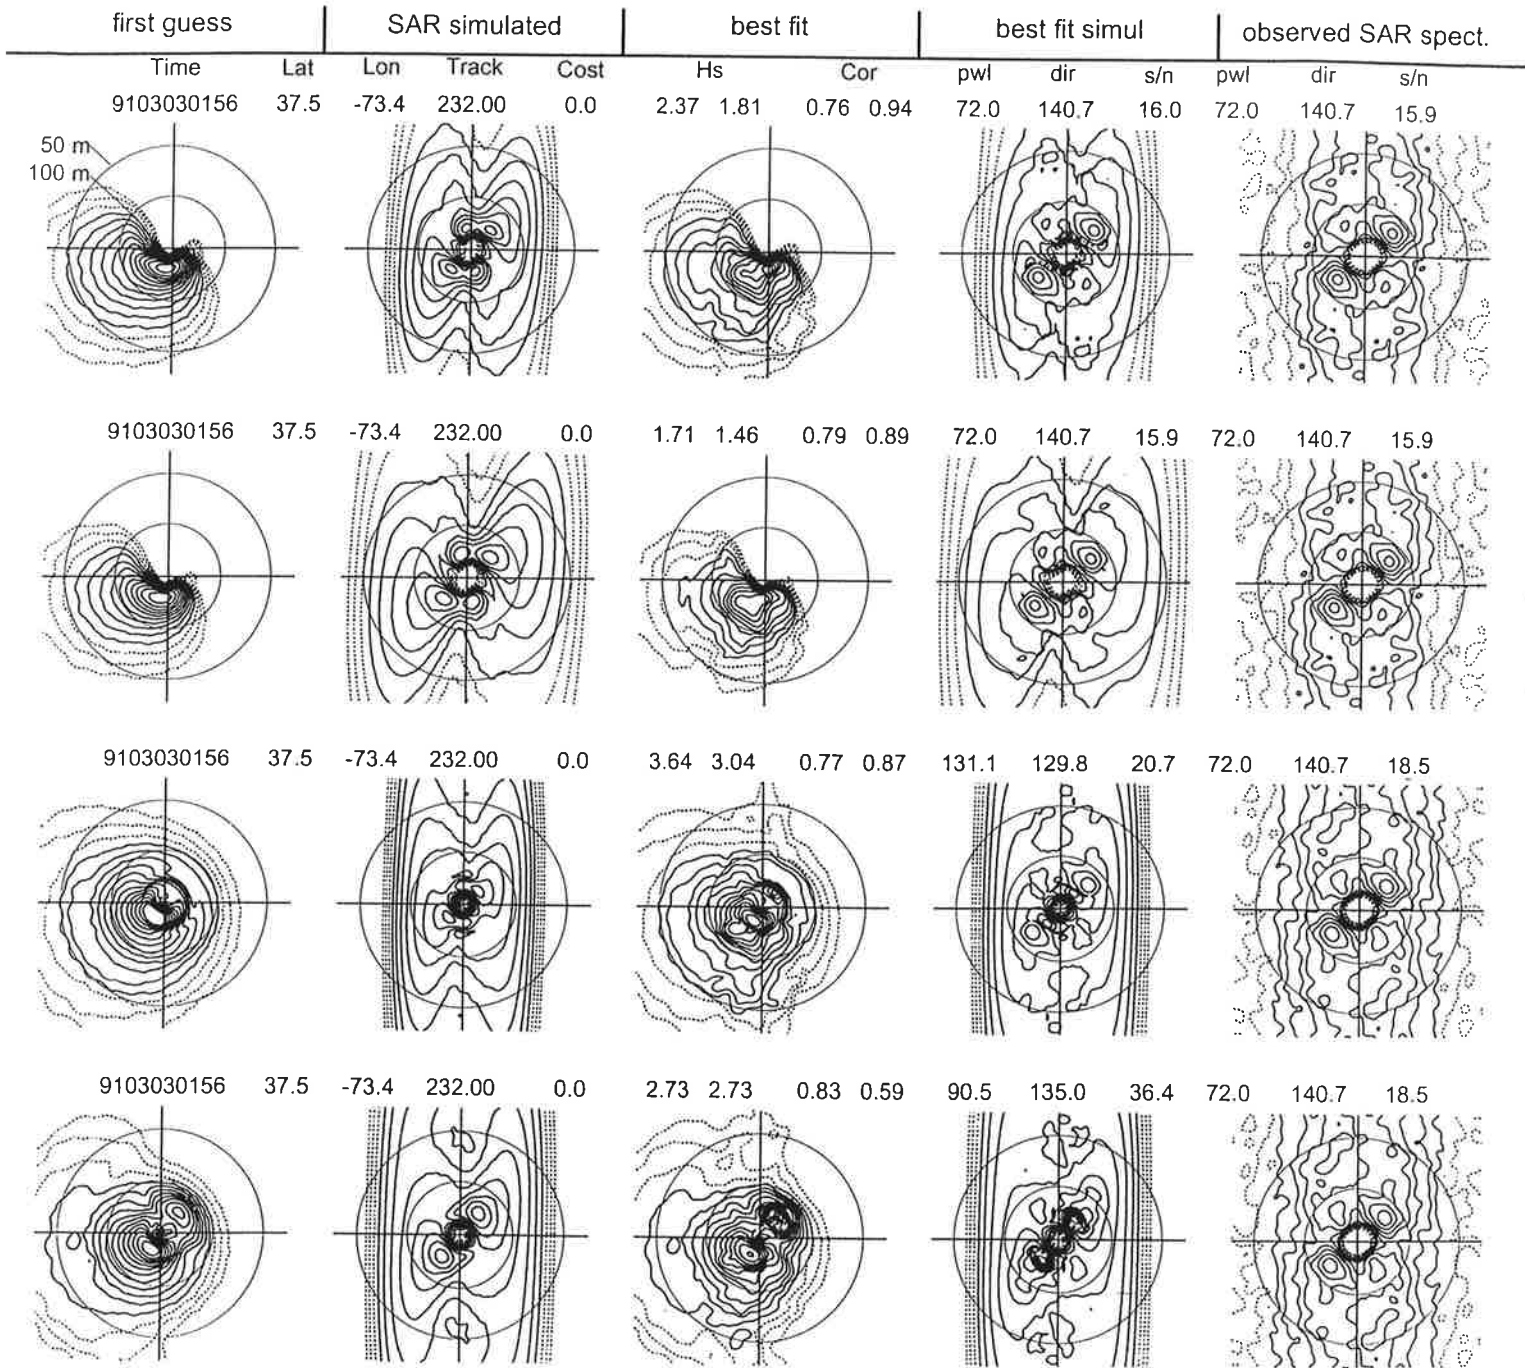 first guess SAR simulated best fit best fit simul observed SAR spect.
Time Lat Lon Track Cost Hs Cor pwl dir s/n pwl dir s/n
9103030156 37.5 -73.4 232.00 0.0 2.37 1.81 0.76 0.94 72.0 140.7 16.0 72.0 140.7 15.9
50 m
100 m
9103030156 37.5 -73.4 232.00 0.0 1.71 1.46 0.79 0.89 72.0 140.7 15.9 72.0 140.7 15.9
9103030156 37.5 -73.4 232.00 0.0 3.64 3.04 0.77 0.87 131.1 129.8 20.7 72.0 140.7 18.5
9103030156 37.5 -73.4 232.00 0.0 2.73 2.73 0.83 0.59 90.5 135.0 36.4 72.0 140.7 18.5